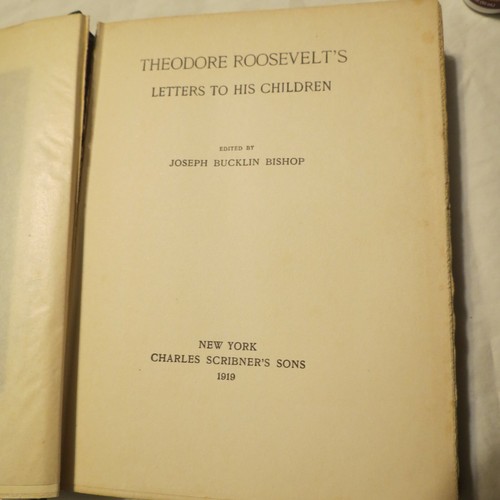 THEODORE ROOSEVELT'S
LETTERS TO HIS CHILDREN
EDITED BY
JOSEPH BUCKLIN BISHOP
NEW YORK
CHARLES SCRIBNER'S SONS
1919